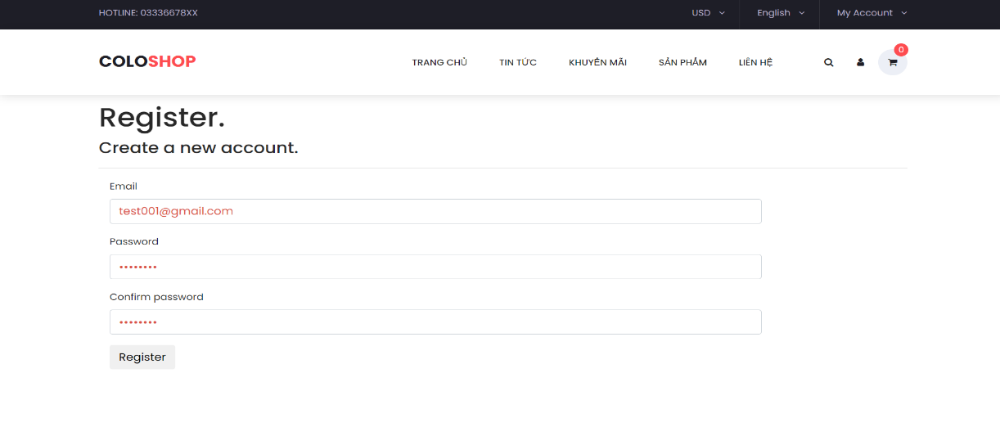 HOTLINE: 03336678XX USD English My Account
COLOSHOP TRANG CHỦ TIN TỨC KHUYẾN MÃI SẢN PHẨM LIÊN HỆ 0
Register.
Create a new account.
Email
test001@gmail.com
Password
••••••••
Confirm password
••••••••
Register